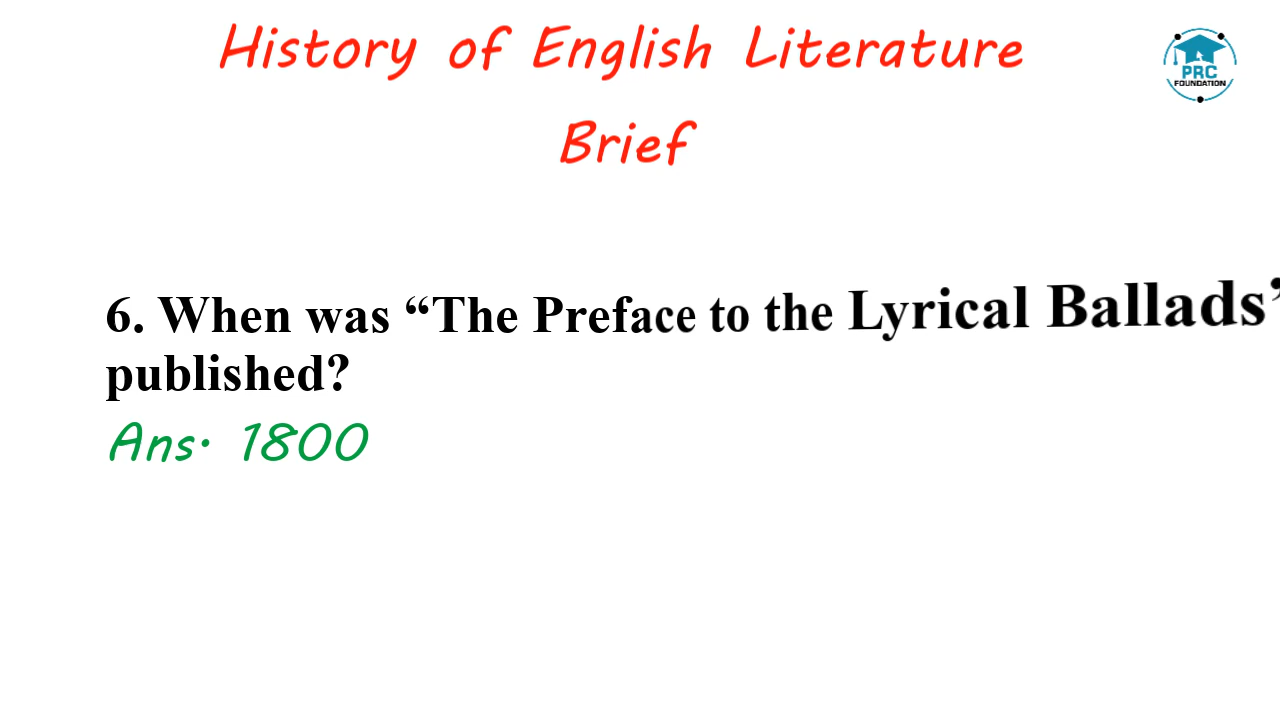 History of English Literature
Brief
PRC
FOUNDATION
6. When was “The Preface to the Lyrical Ballads’
published?
Ans. 1800